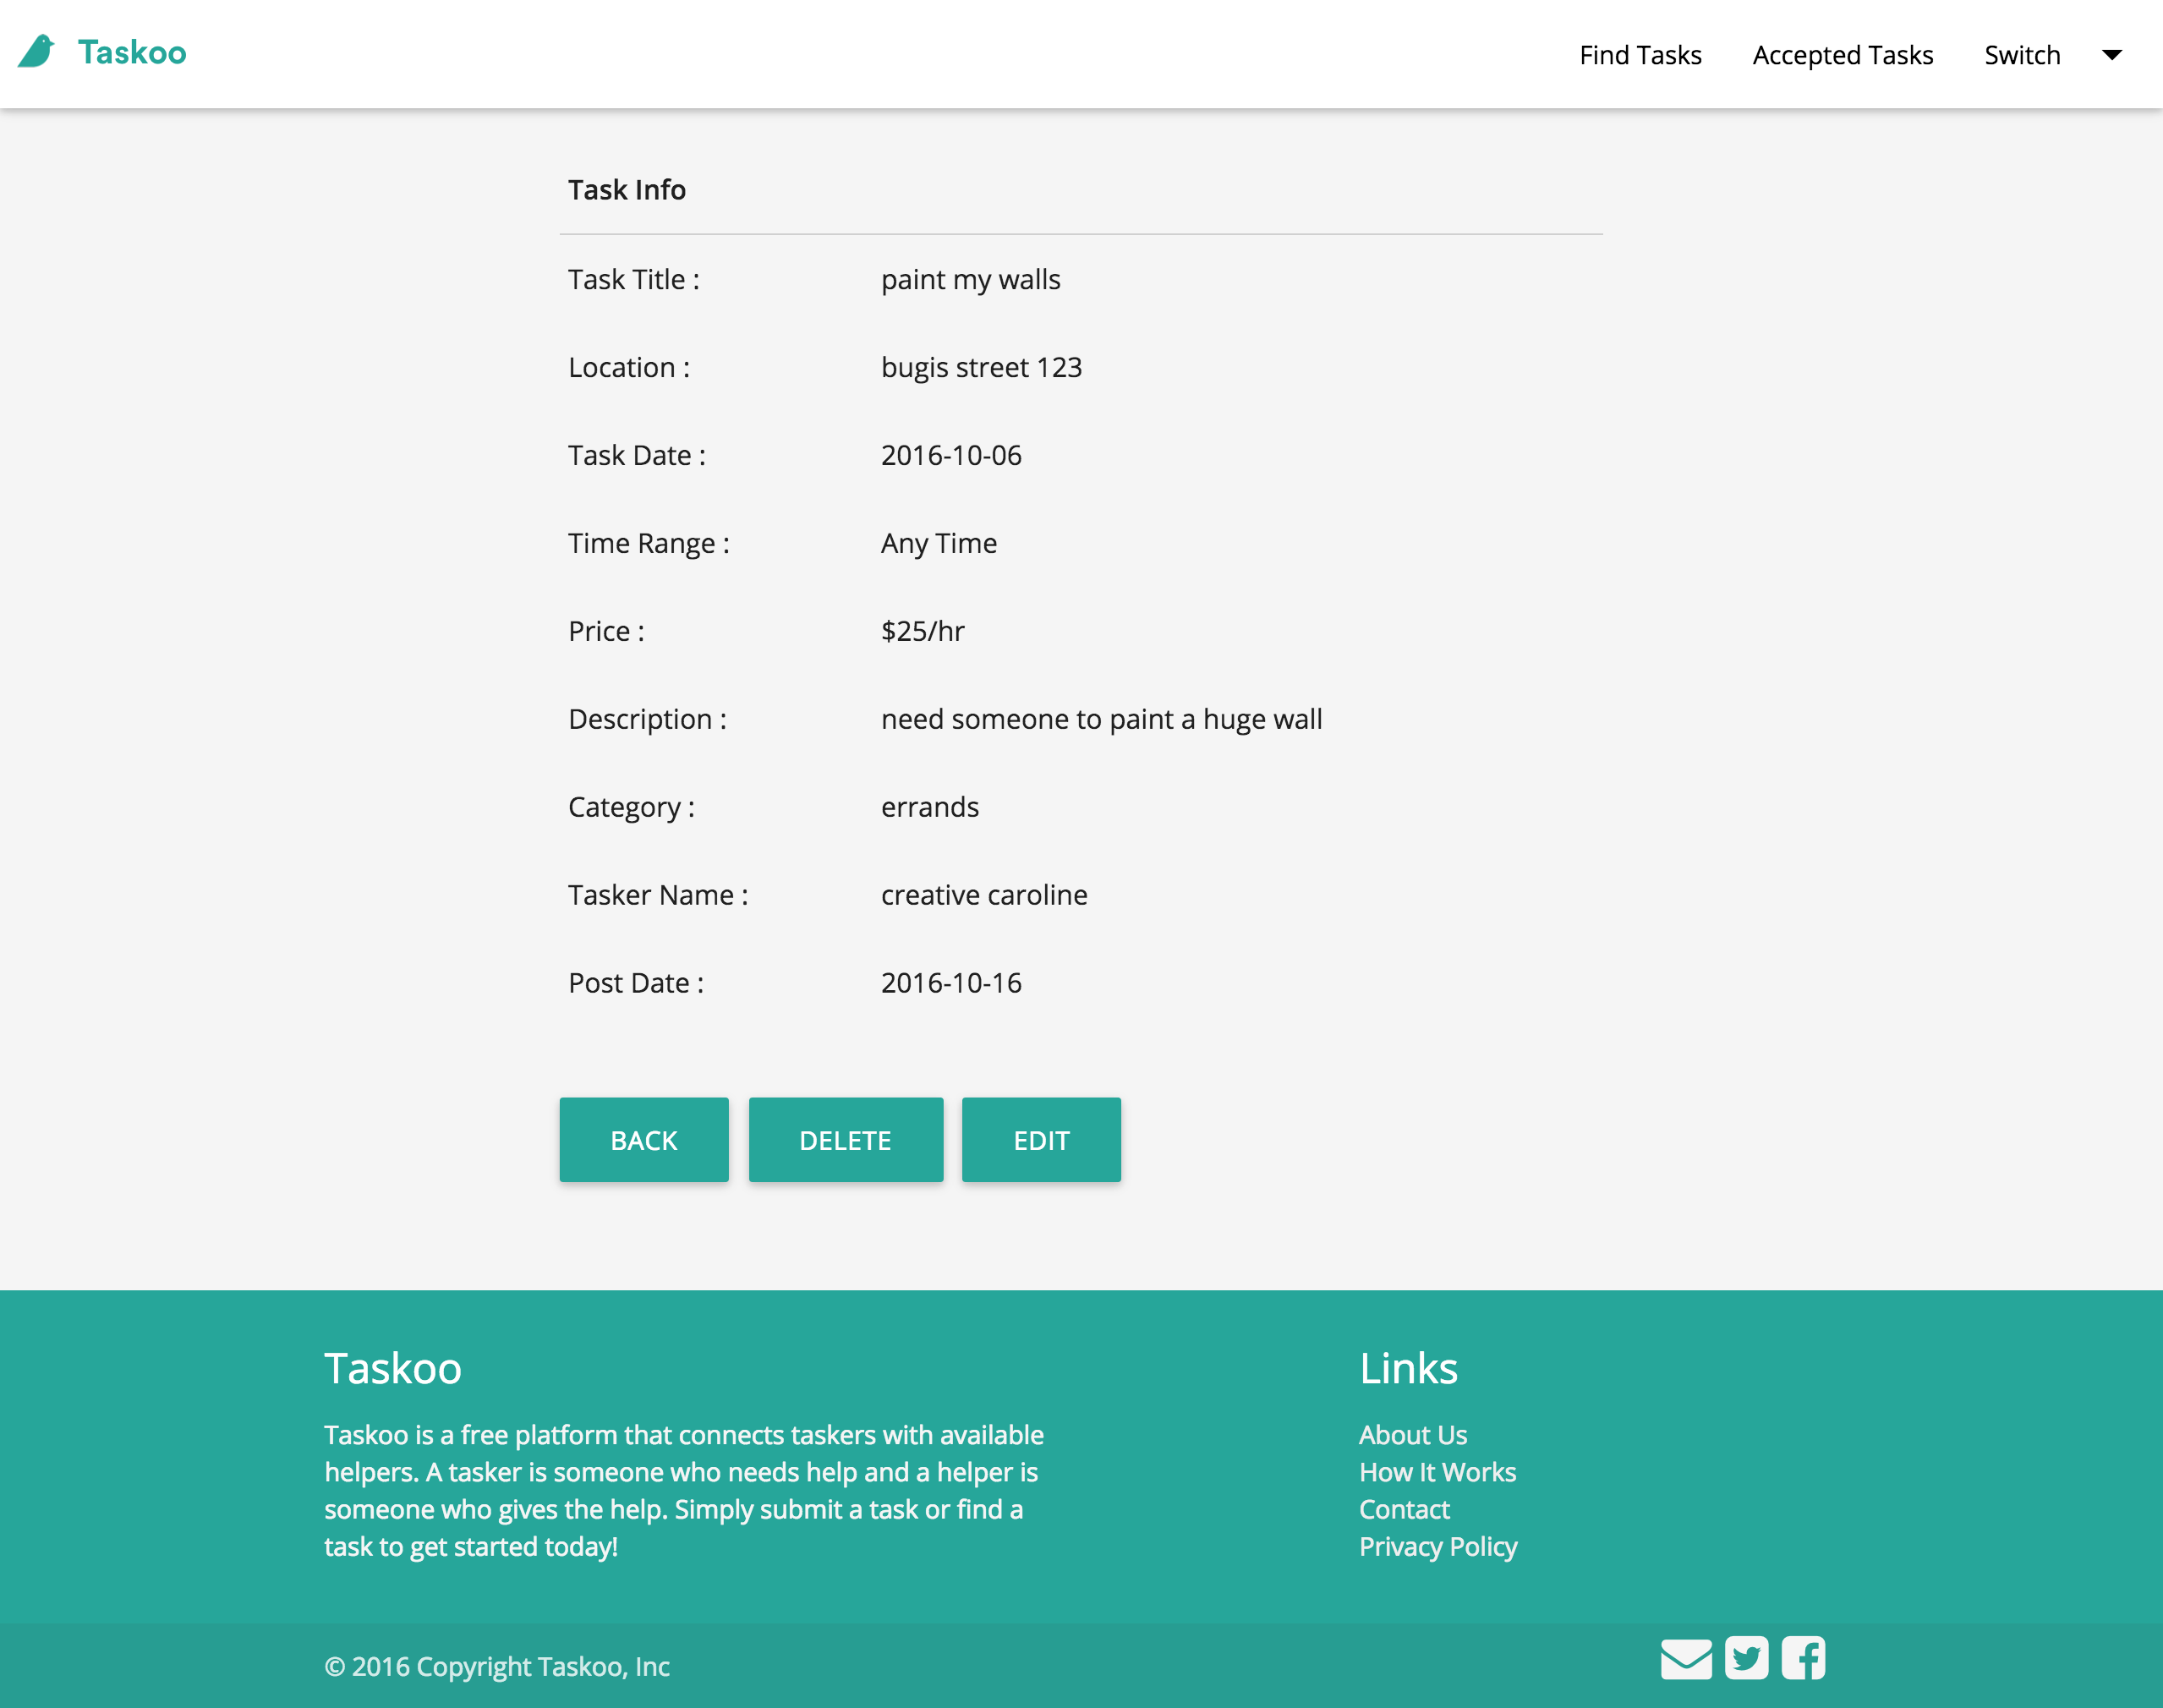 Taskoo
Find Tasks Accepted Tasks Switch
Task Info
Task Title : paint my walls
Location : bugis street 123
Task Date : 2016-10-06
Time Range : Any Time
Price : $25/hr
Description : need someone to paint a huge wall
Category : errands
Tasker Name : creative caroline
Post Date : 2016-10-16
BACK DELETE EDIT
Taskoo
Taskoo is a free platform that connects taskers with available
helpers. A tasker is someone who needs help and a helper is
someone who gives the help. Simply submit a task or find a
task to get started today!
Links
About Us
How It Works
Contact
Privacy Policy
© 2016 Copyright Taskoo, Inc